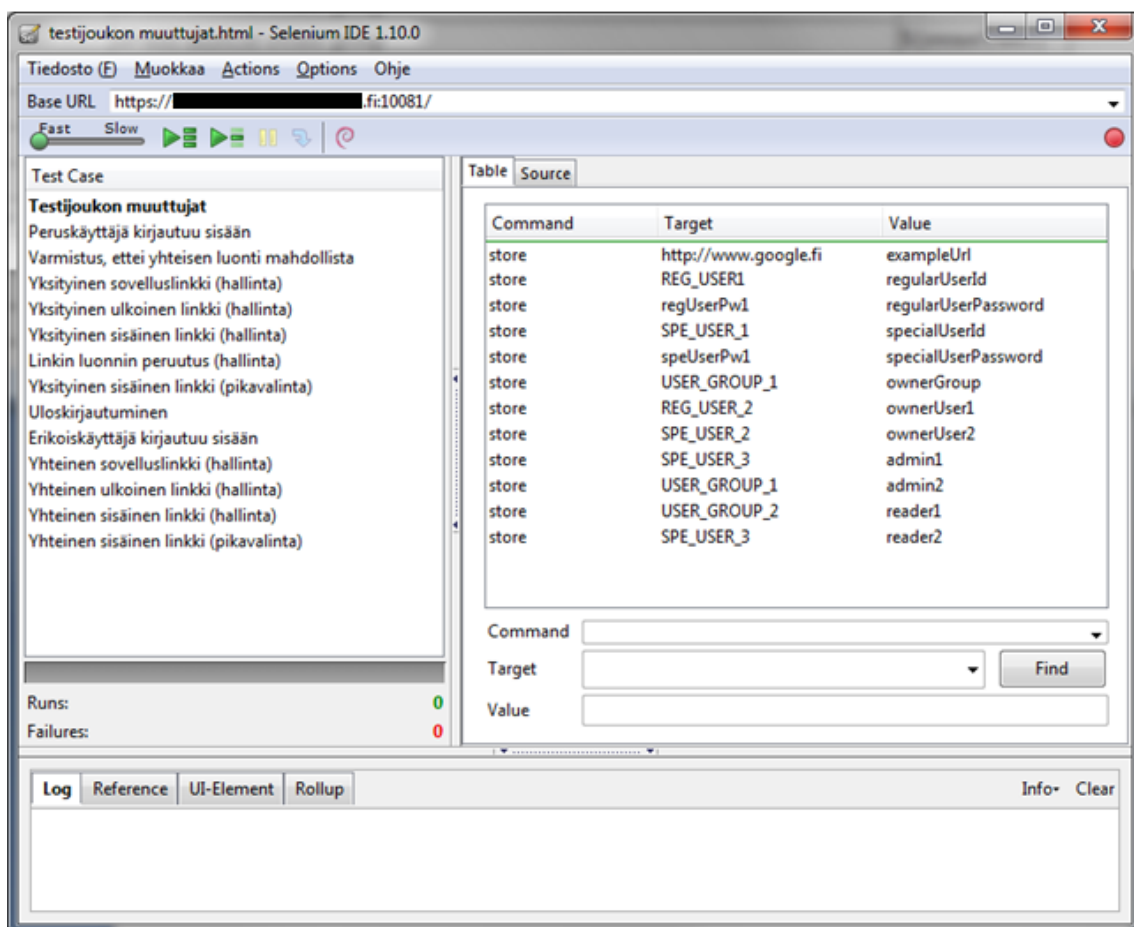 testijoukon muuttujat.html - Selenium IDE 1.10.0
Tiedosto (F) Muokkaa Actions Options Ohje
Base URL https:// .fi:10081/
Fast Slow
Test Case
Testijoukon muuttujat
Peruskäyttäjä kirjautuu sisään
Varmistus, ettei yhteisen luonti mahdollista
Yksityinen sovelluslinkki (hallinta)
Yksityinen ulkoinen linkki (hallinta)
Yksityinen sisäinen linkki (hallinta)
Linkin luonnin peruutus (hallinta)
Yksityinen sisäinen linkki (pikavalinta)
Uloskirjautuminen
Erikoiskäyttäjä kirjautuu sisään
Yhteinen sovelluslinkki (hallinta)
Yhteinen ulkoinen linkki (hallinta)
Yhteinen sisäinen linkki (hallinta)
Yhteinen sisäinen linkki (pikavalinta)
Runs: 0
Failures: 0
Table Source
Command Target Value
store http://www.google.fi exampleUrl
store REG_USER1 regularUserId
store regUserPw1 regularUserPassword
store SPE_USER_1 specialUserId
store speUserPw1 specialUserPassword
store USER_GROUP_1 ownerGroup
store REG_USER_2 ownerUser1
store SPE_USER_2 ownerUser2
store SPE_USER_3 admin1
store USER_GROUP_1 admin2
store USER_GROUP_2 reader1
store SPE_USER_3 reader2
Command
Target Find
Value
Log Reference UI-Element Rollup Info Clear